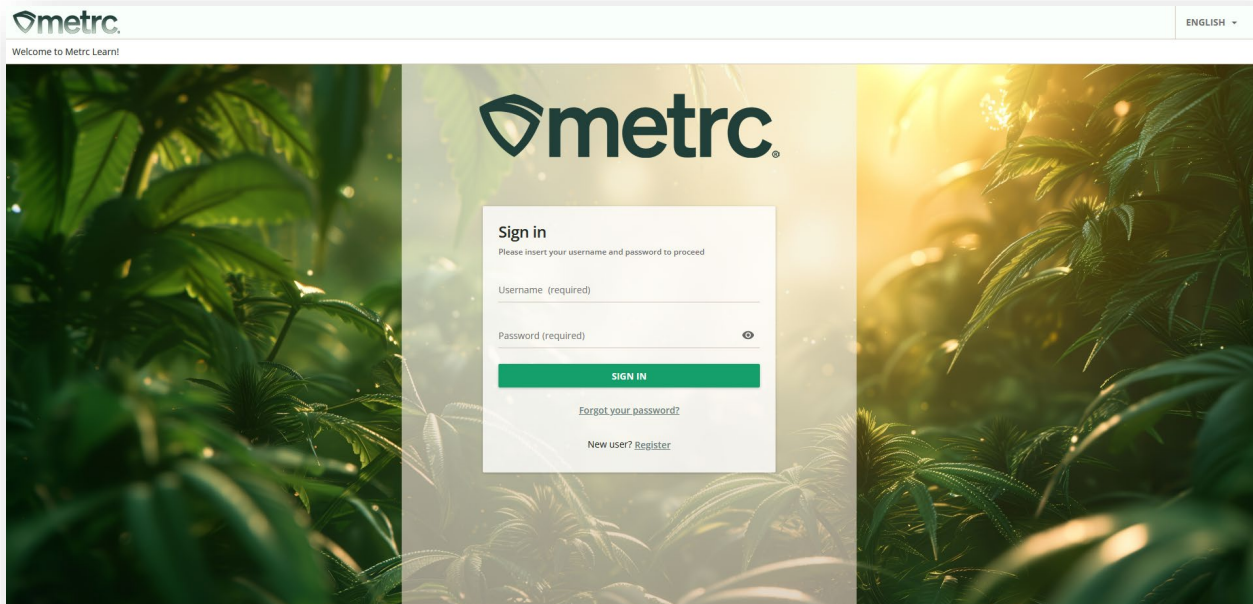 metrc.
ENGLISH
Welcome to Metrc Learn!
metrc.®
Sign in
Please insert your username and password to proceed
Username (required)
Password (required)
SIGN IN
Forgot your password?
New user? Register